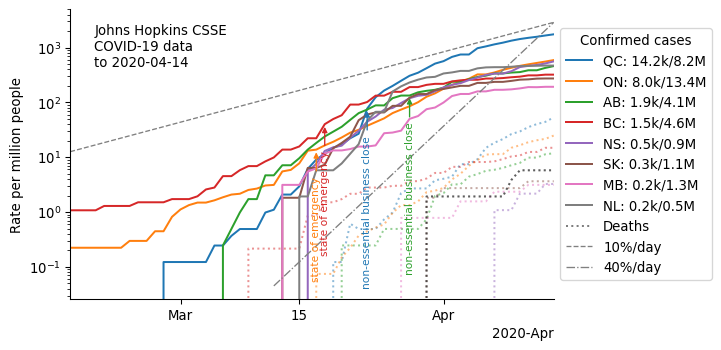 Johns Hopkins CSSE
COVID-19 data
to 2020-04-14
Rate per million people
10³
10²
10¹
10⁰
10⁻¹
Mar
15
Apr
2020-Apr
state of emergency
state of emergency
non-essential business close
non-essential business close
Confirmed cases
QC: 14.2k/8.2M
ON: 8.0k/13.4M
AB: 1.9k/4.1M
BC: 1.5k/4.6M
NS: 0.5k/0.9M
SK: 0.3k/1.1M
MB: 0.2k/1.3M
NL: 0.2k/0.5M
Deaths
10%/day
40%/day